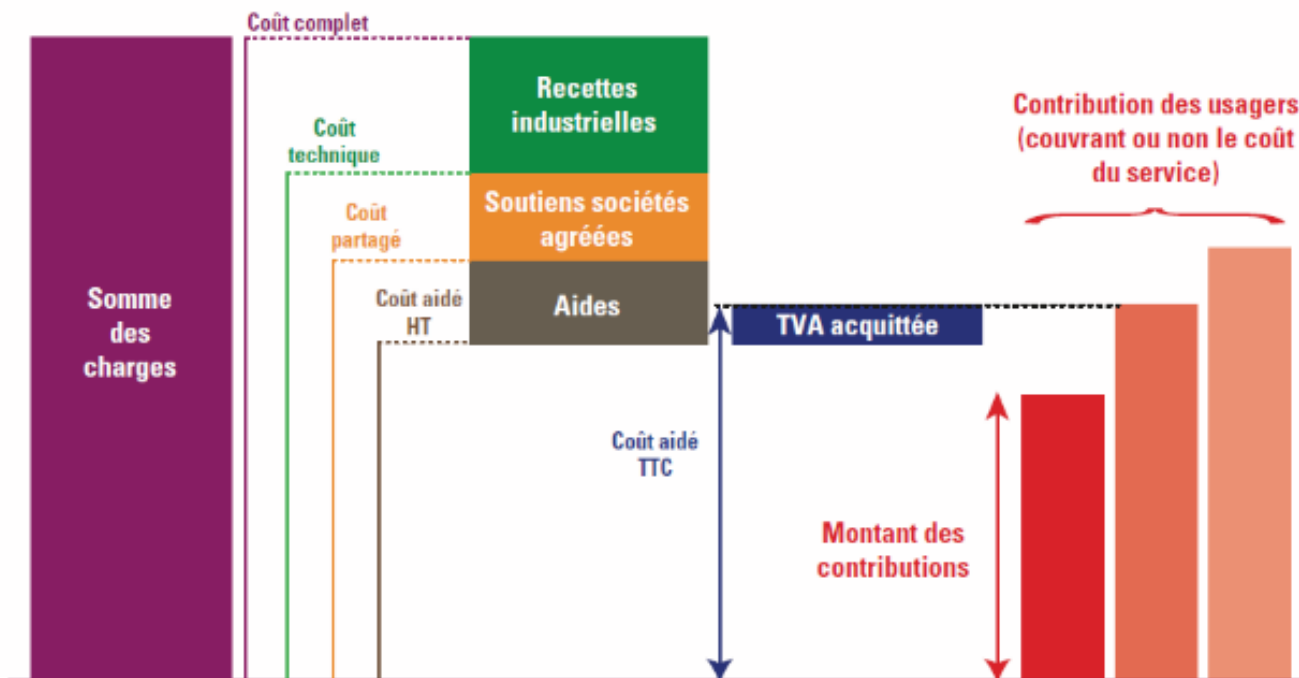 Coût complet
Somme
des
charges
Coût
technique
Coût
partagé
Coût aidé
HT
Recettes
industrielles
Soutiens sociétés
agréées
Aides
TVA acquittée
Coût aidé
TTC
Contribution des usagers
(couvrant ou non le coût
du service)
Montant des
contributions